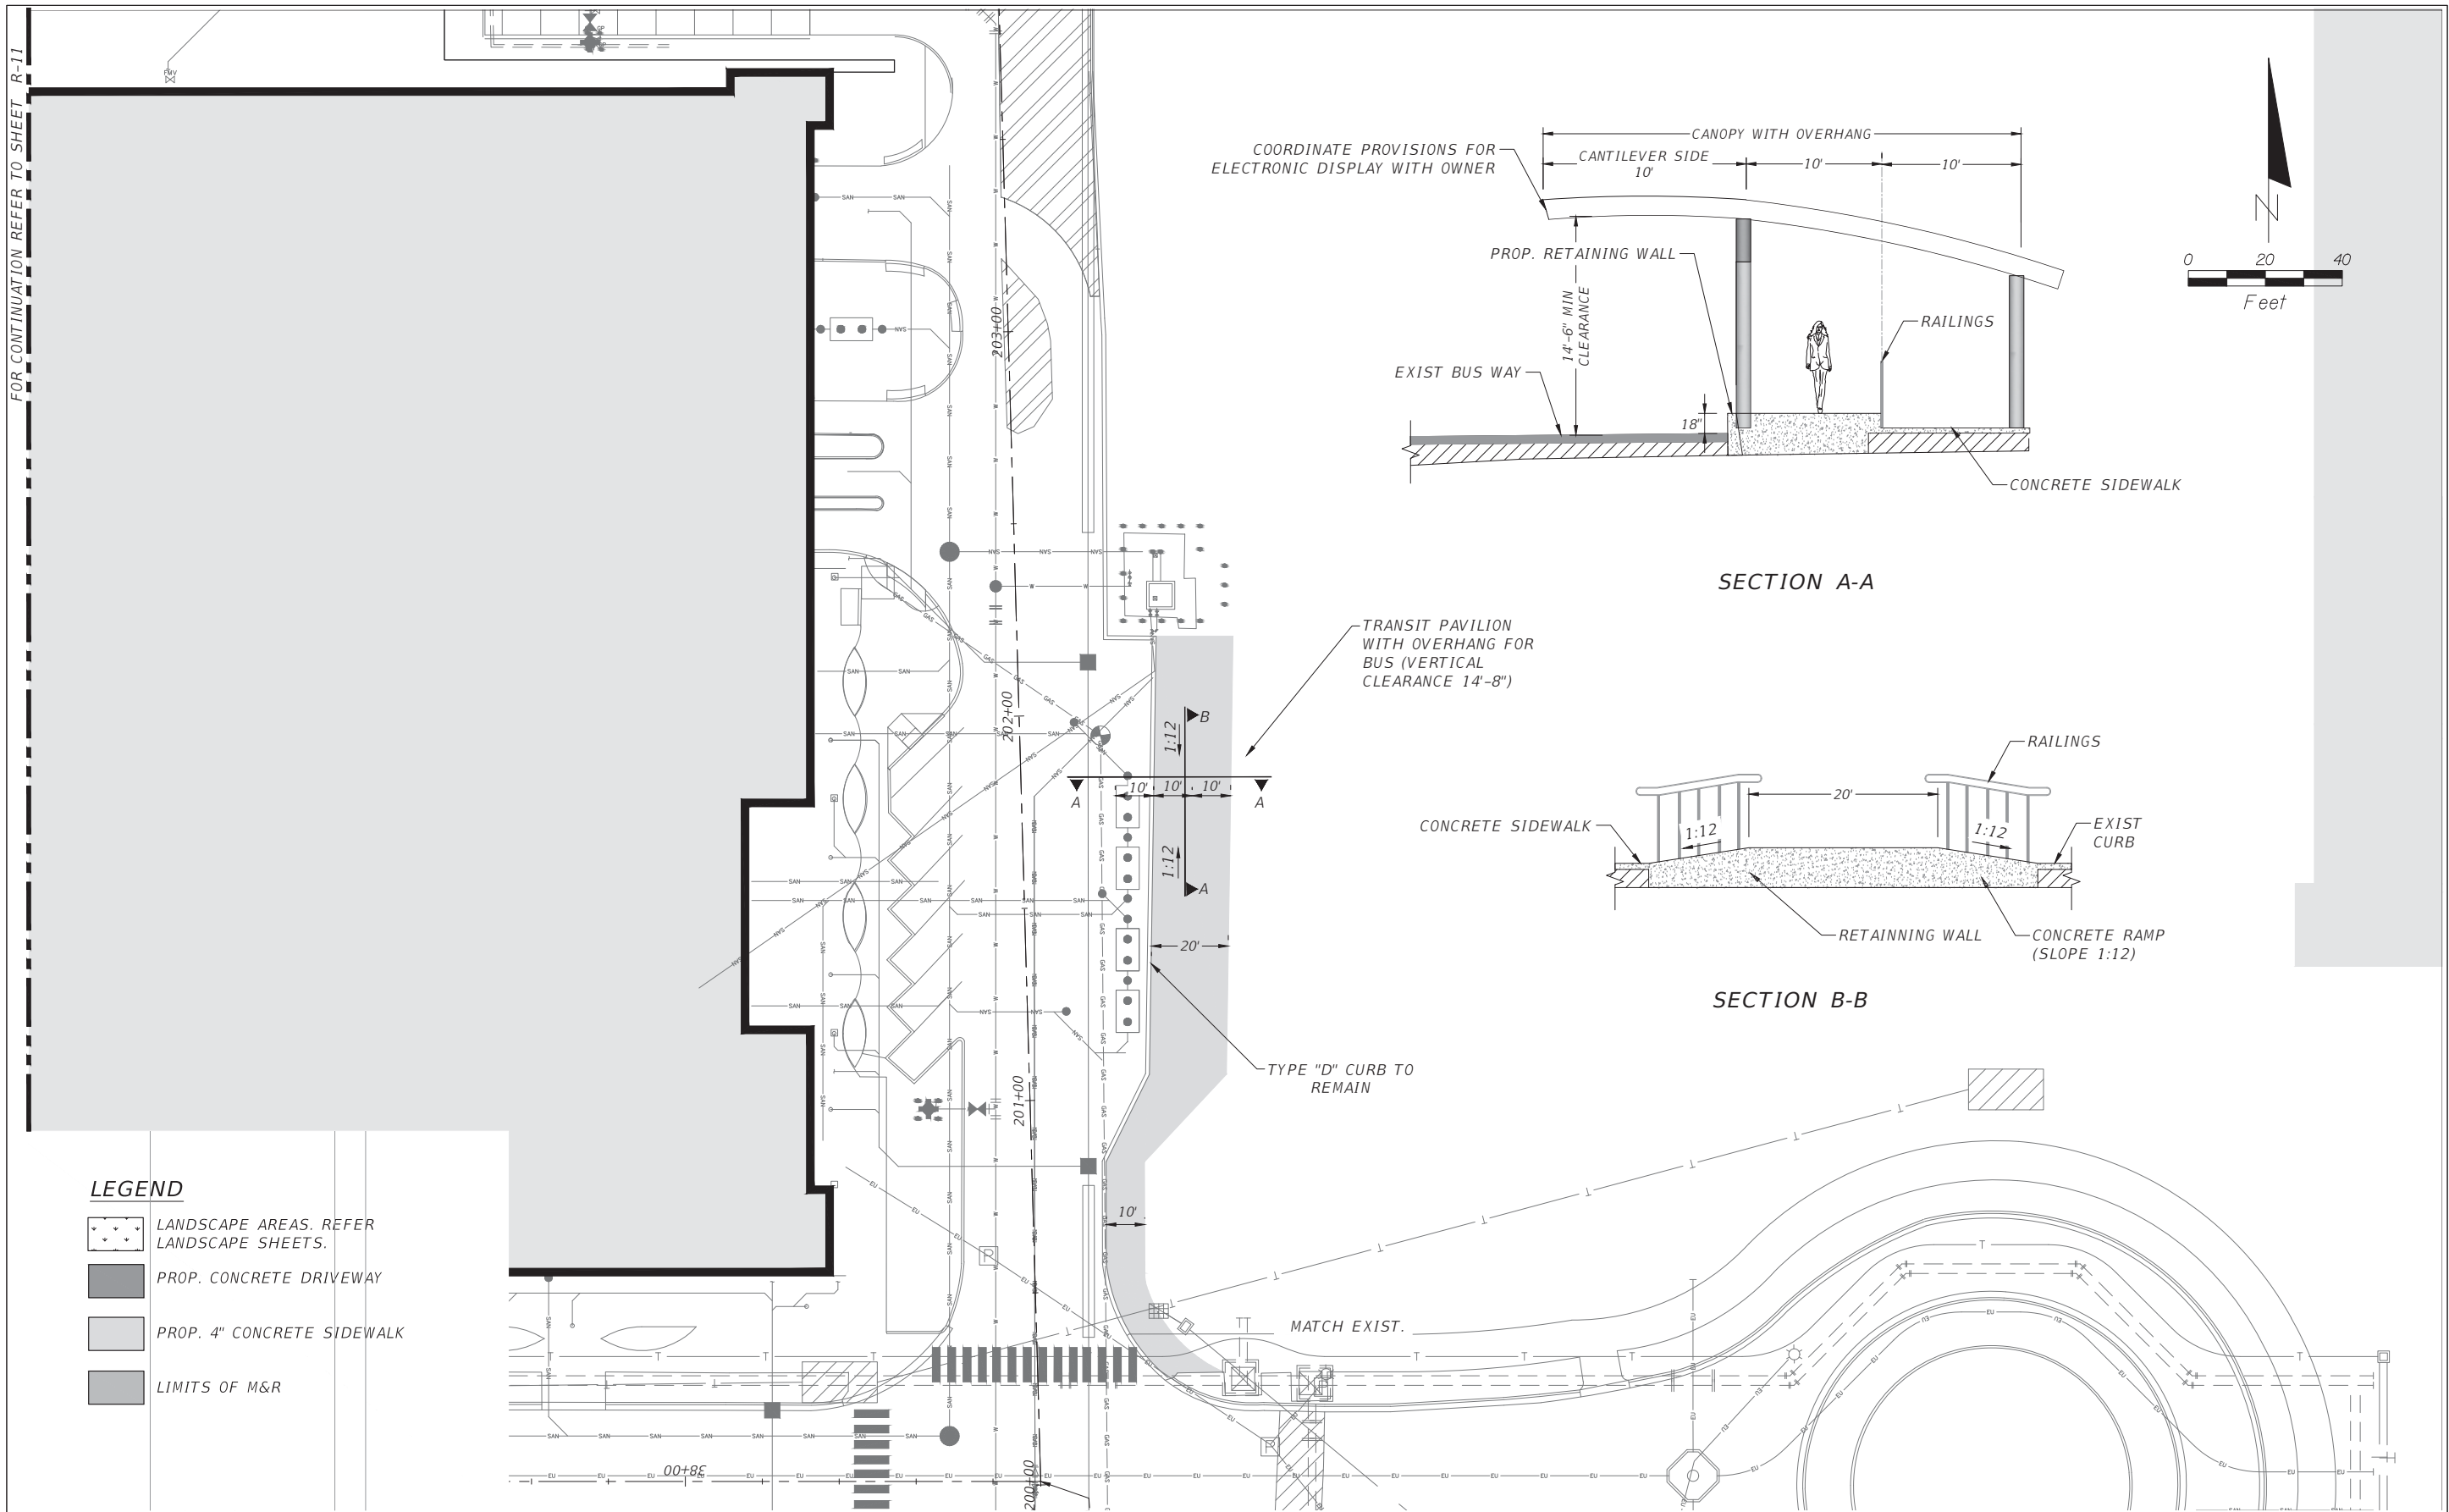 FOR CONTINUATION REFER TO SHEET R-11
FMV
COORDINATE PROVISIONS FOR
ELECTRONIC DISPLAY WITH OWNER
CANOPY WITH OVERHANG
CANTILEVER SIDE
10'
10'
10'
PROP. RETAINING WALL
14'-6" MIN
CLEARANCE
RAILINGS
EXIST BUS WAY
18"
CONCRETE SIDEWALK
SECTION A-A
N
0 20 40
Feet
TRANSIT PAVILION
WITH OVERHANG FOR
BUS (VERTICAL
CLEARANCE 14'-8")
203+00
202+00
201+00
200+00
38+00
B
1:12
A
10'
10'
10'
A
1:12
A
20'
TYPE "D" CURB TO
REMAIN
10'
MATCH EXIST.
RAILINGS
20'
CONCRETE SIDEWALK
1:12
1:12
EXIST
CURB
RETAINNING WALL
CONCRETE RAMP
(SLOPE 1:12)
SECTION B-B
LEGEND
LANDSCAPE AREAS. REFER
LANDSCAPE SHEETS.
PROP. CONCRETE DRIVEWAY
PROP. 4" CONCRETE SIDEWALK
LIMITS OF M&R
SAN
GAS
W
EU
T
P